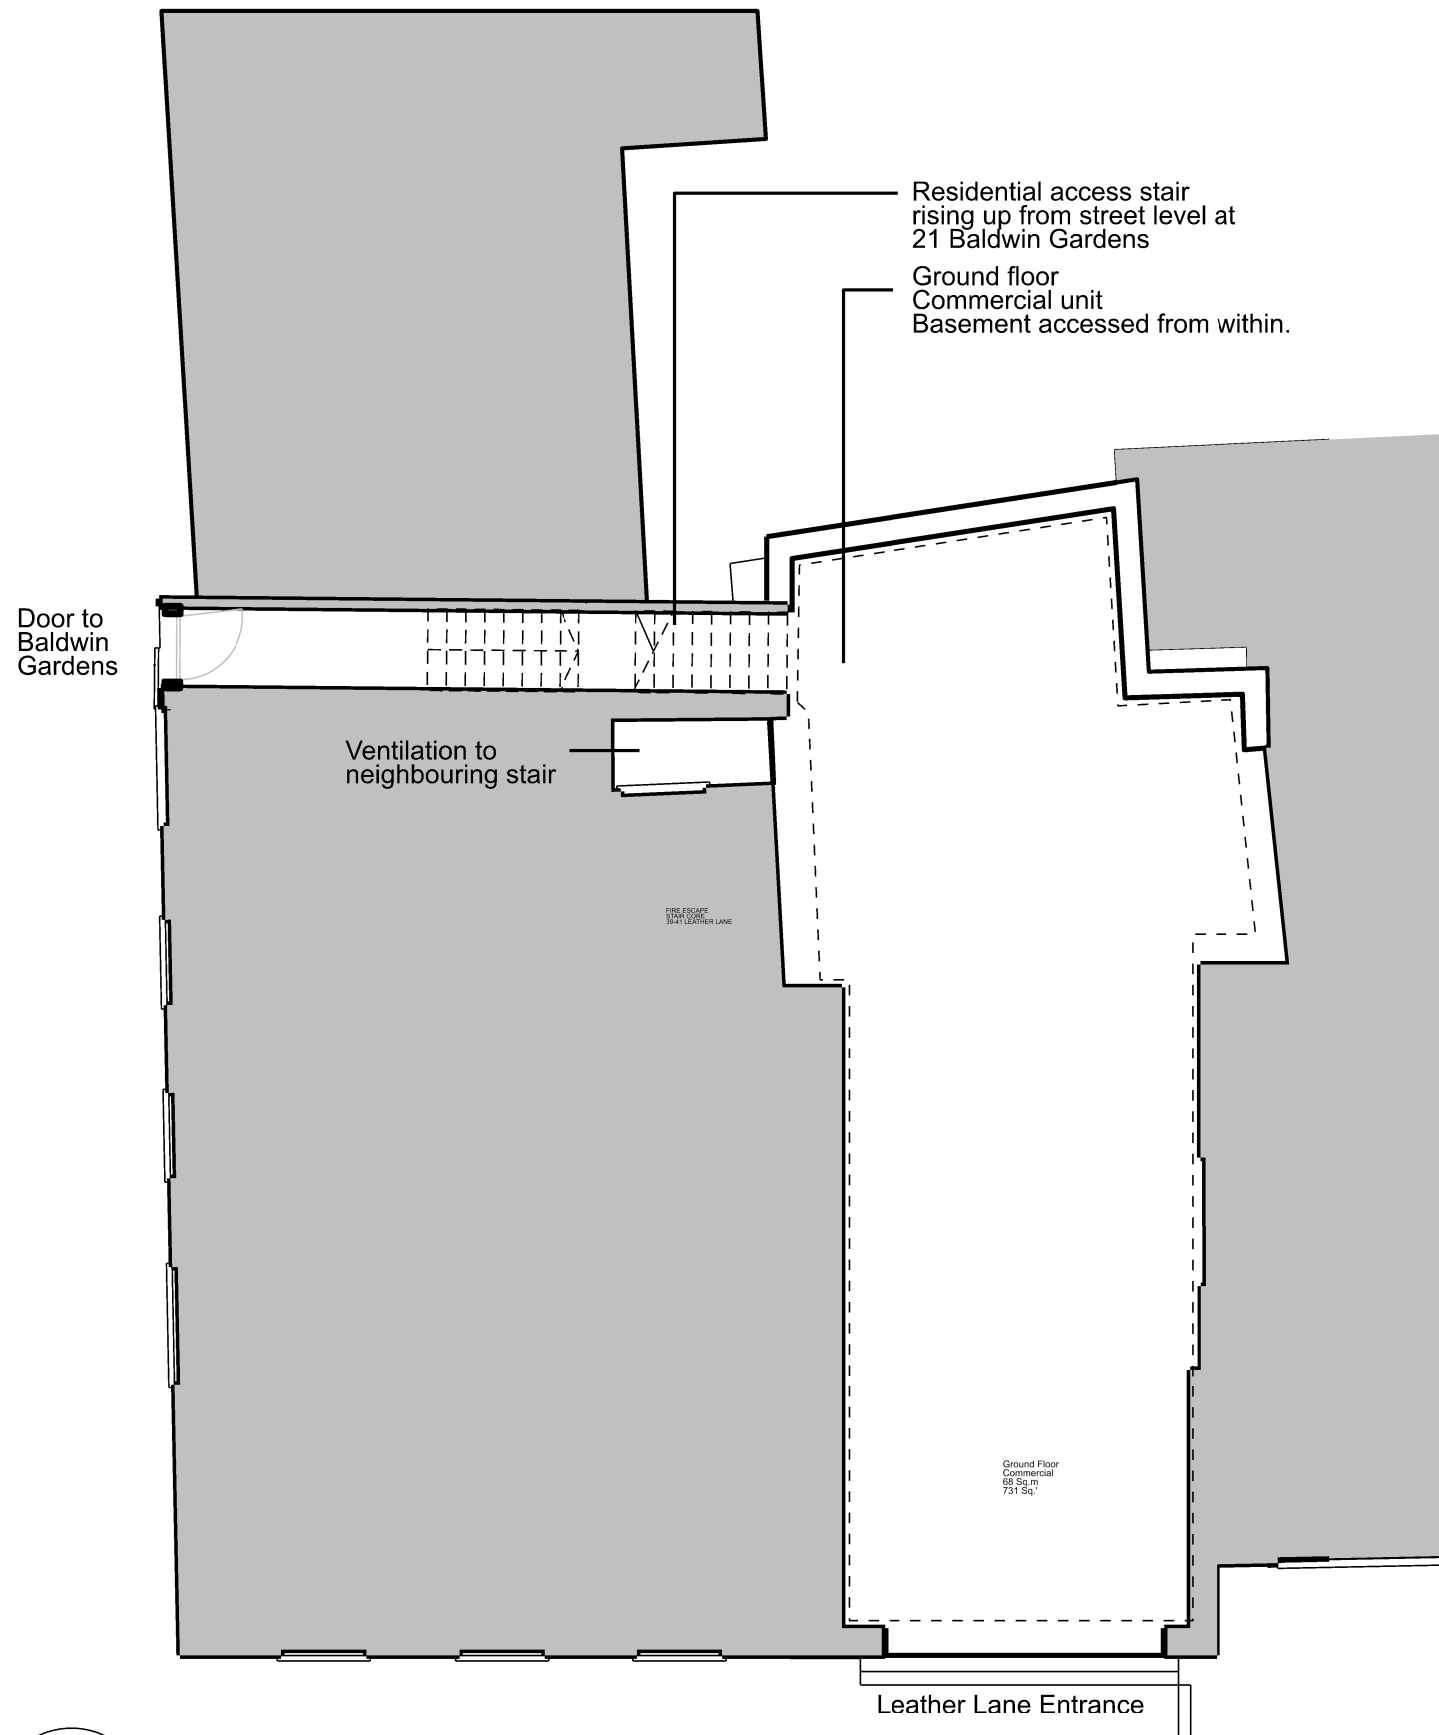 Residential access stair
rising up from street level at
21 Baldwin Gardens
Ground floor
Commercial unit
Basement accessed from within.
Door to
Baldwin
Gardens
Ventilation to
neighbouring stair
FIRE ESCAPE
STAIR CORE
39-41 LEATHER LANE
Ground Floor
Commercial
68 Sq.m
731 Sq.'
Leather Lane Entrance